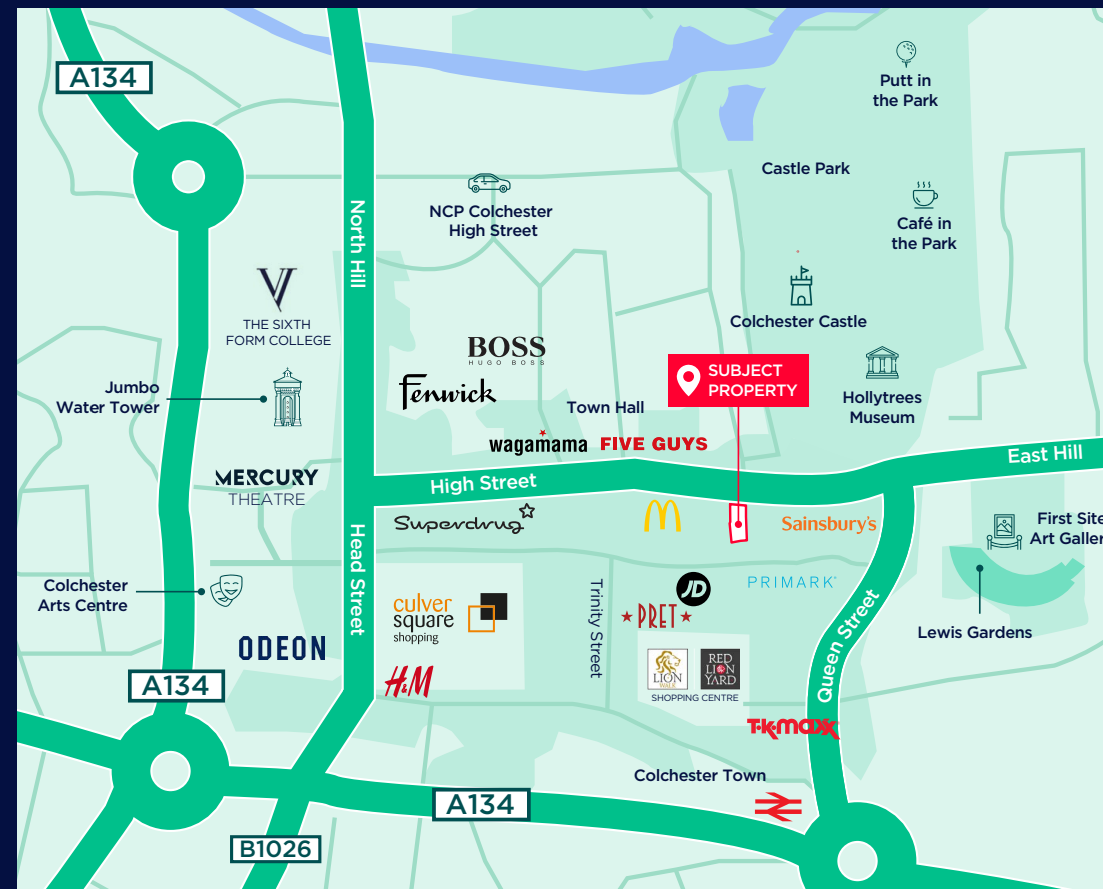 A134
Putt in
the Park
Castle Park
NCP Colchester
High Street
North Hill
Café in
the Park
THE SIXTH
FORM COLLEGE
Colchester Castle
BOSS
HUGO BOSS
SUBJECT
PROPERTY
Jumbo
Water Tower
Fenwick
Town Hall
Hollytrees
Museum
wagamama
FIVE GUYS
East Hill
MERCURY
THEATRE
High Street
Superdrug
Sainsbury's
First Site
Art Galler
Head Street
Colchester
Arts Centre
culver
square
shopping
Trinity Street
JD
PRIMARK
PRET
Queen Street
Lewis Gardens
ODEON
H&M
LION
WALK
RED
LION
YARD
SHOPPING CENTRE
A134
TK maxx
Colchester Town
A134
B1026